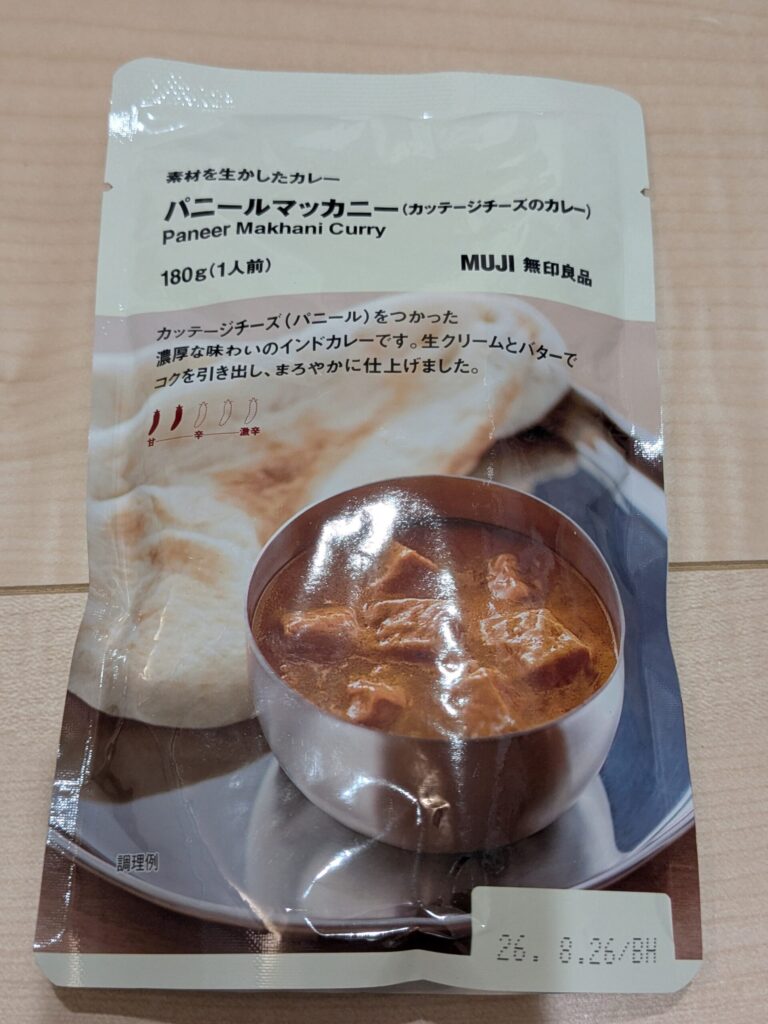 素材を生かしたカレー
パニールマッカニー(カッテージチーズのカレー)
Paneer Makhani Curry
180g(1人前)
MUJI 無印良品
カッテージチーズ(パニール)をつかった
濃厚な味わいのインドカレーです。生クリームとバターで
コクを引き出し、まろやかに仕上げました。
甘 辛 激辛
調理例
26. 8.26/BH